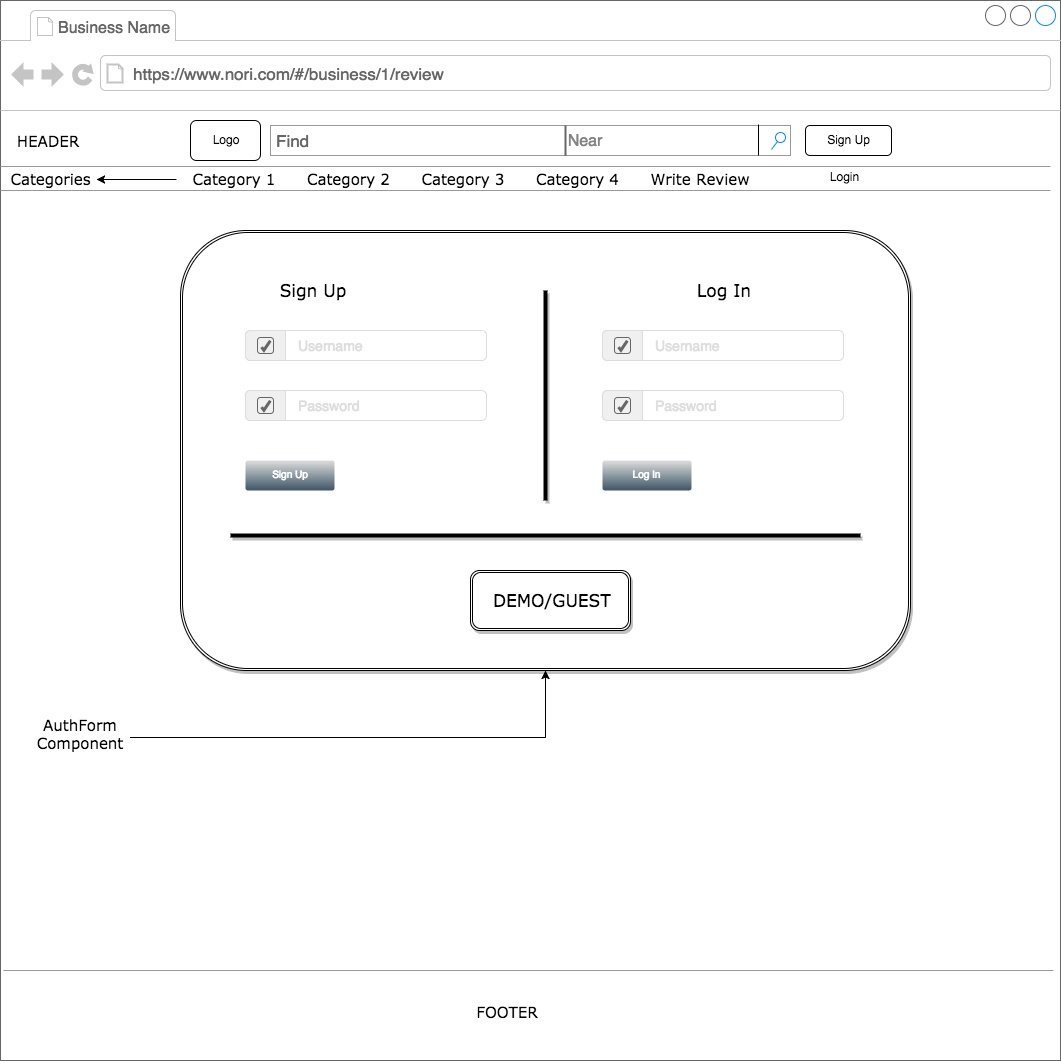 Business Name
https://www.nori.com/#/business/1/review
HEADER
Logo
Find
Near
Sign Up
Categories
Category 1
Category 2
Category 3
Category 4
Write Review
Login
Sign Up
Log In
Username
Username
Password
Password
Sign Up
Log In
DEMO/GUEST
AuthForm
Component
FOOTER